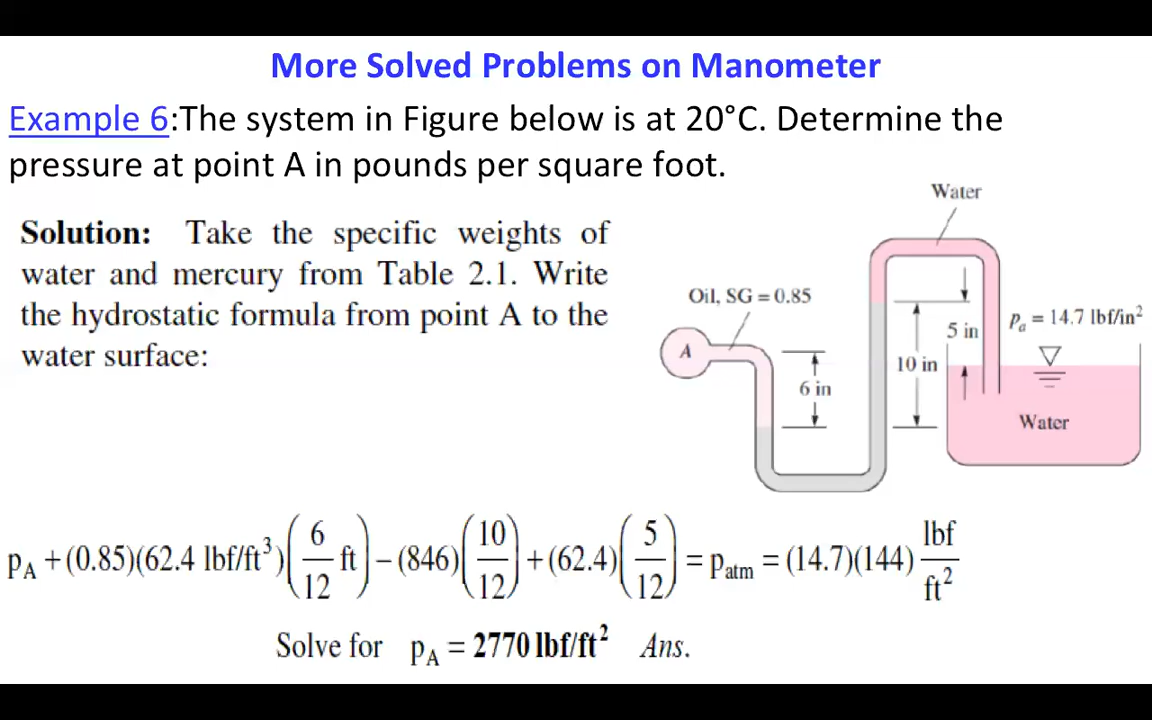 More Solved Problems on Manometer
Example 6:The system in Figure below is at 20°C. Determine the
pressure at point A in pounds per square foot.
Solution: Take the specific weights of
water and mercury from Table 2.1. Write
the hydrostatic formula from point A to the
water surface:
Water
Oil, SG = 0.85
A
6 in
10 in
5 in
pₐ = 14.7 lbf/in²
Water
p_A + (0.85)(62.4 lbf/ft³)(6/12 ft) − (846)(10/12) + (62.4)(5/12) = p_atm = (14.7)(144) lbf/ft²
Solve for p_A = 2770 lbf/ft² Ans.